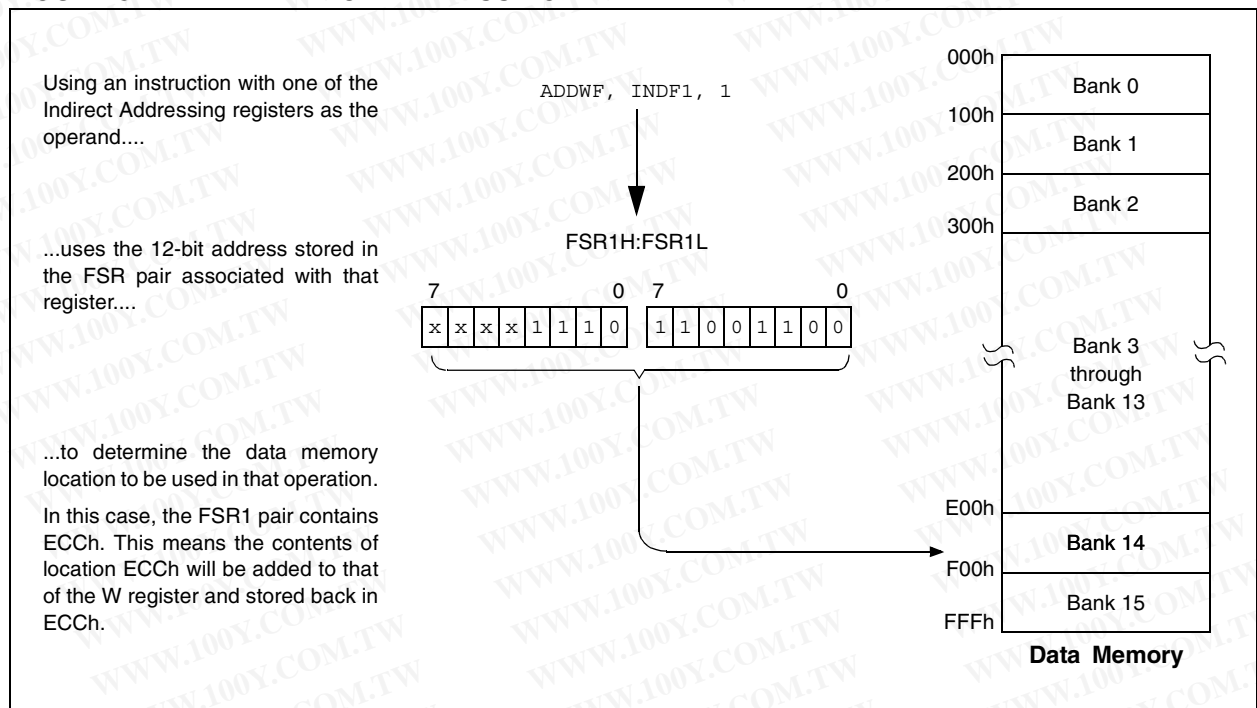 Using an instruction with one of the
Indirect Addressing registers as the
operand....
ADDWF, INDF1, 1
...uses the 12-bit address stored in
the FSR pair associated with that
register....
FSR1H:FSR1L
7 0 7 0
x x x x 1 1 1 0 1 1 0 0 1 1 0 0
...to determine the data memory
location to be used in that operation.
In this case, the FSR1 pair contains
ECCh. This means the contents of
location ECCh will be added to that
of the W register and stored back in
ECCh.
000h
Bank 0
100h
Bank 1
200h
Bank 2
300h
Bank 3
through
Bank 13
E00h
Bank 14
F00h
Bank 15
FFFh
Data Memory
WWW.100Y.COM.TW